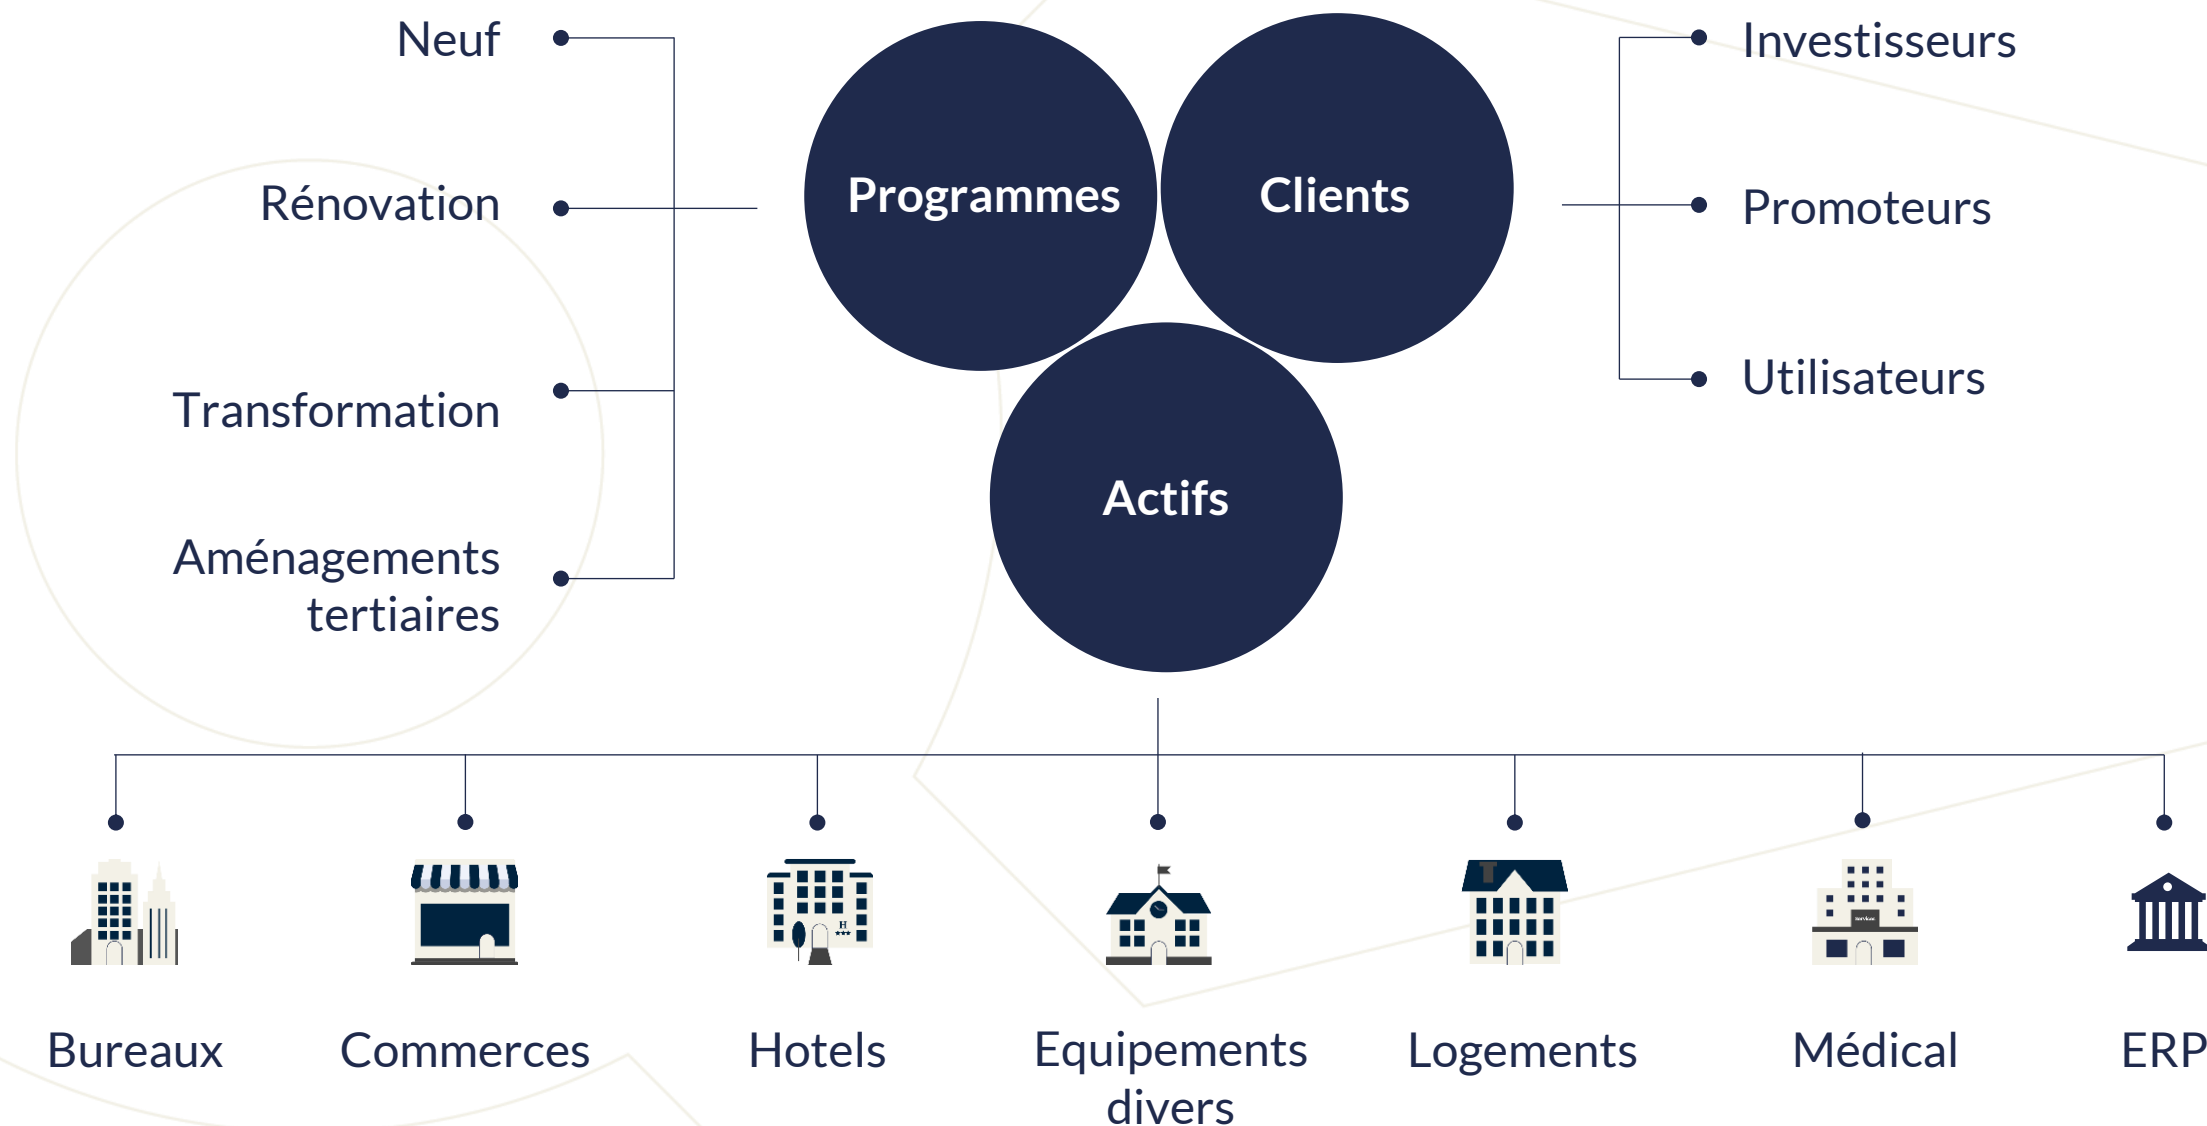 Neuf
Rénovation
Transformation
Aménagements
tertiaires
Programmes
Clients
Actifs
Investisseurs
Promoteurs
Utilisateurs
H
Bureaux
Commerces
Hotels
Equipements
divers
Logements
Médical
ERP